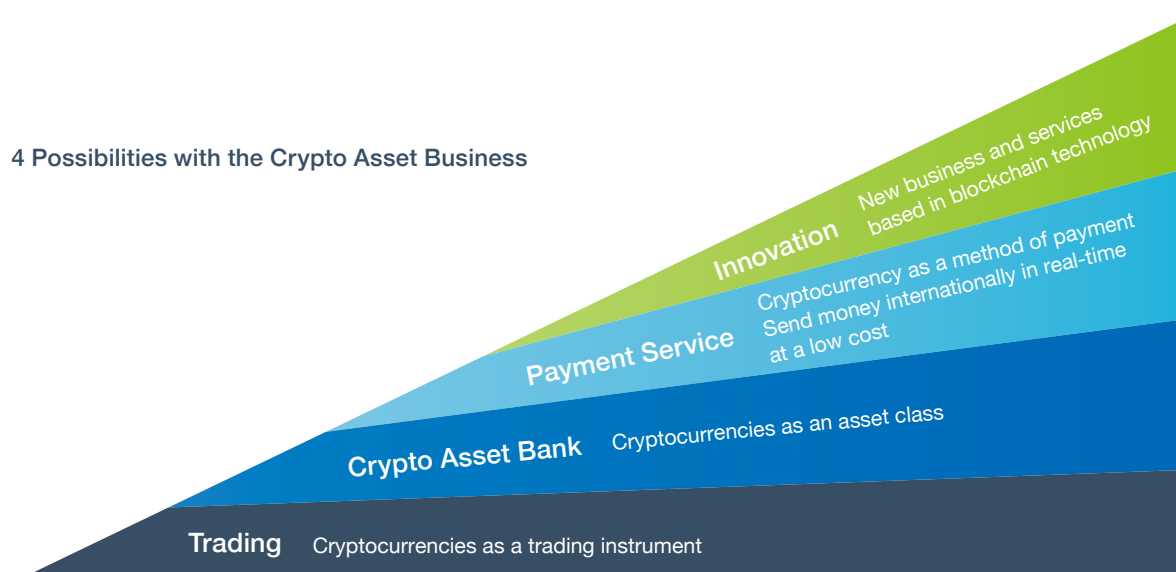 4 Possibilities with the Crypto Asset Business
Innovation
New business and services
based in blockchain technology
Payment Service
Cryptocurrency as a method of payment
Send money internationally in real-time
at a low cost
Crypto Asset Bank
Cryptocurrencies as an asset class
Trading
Cryptocurrencies as a trading instrument